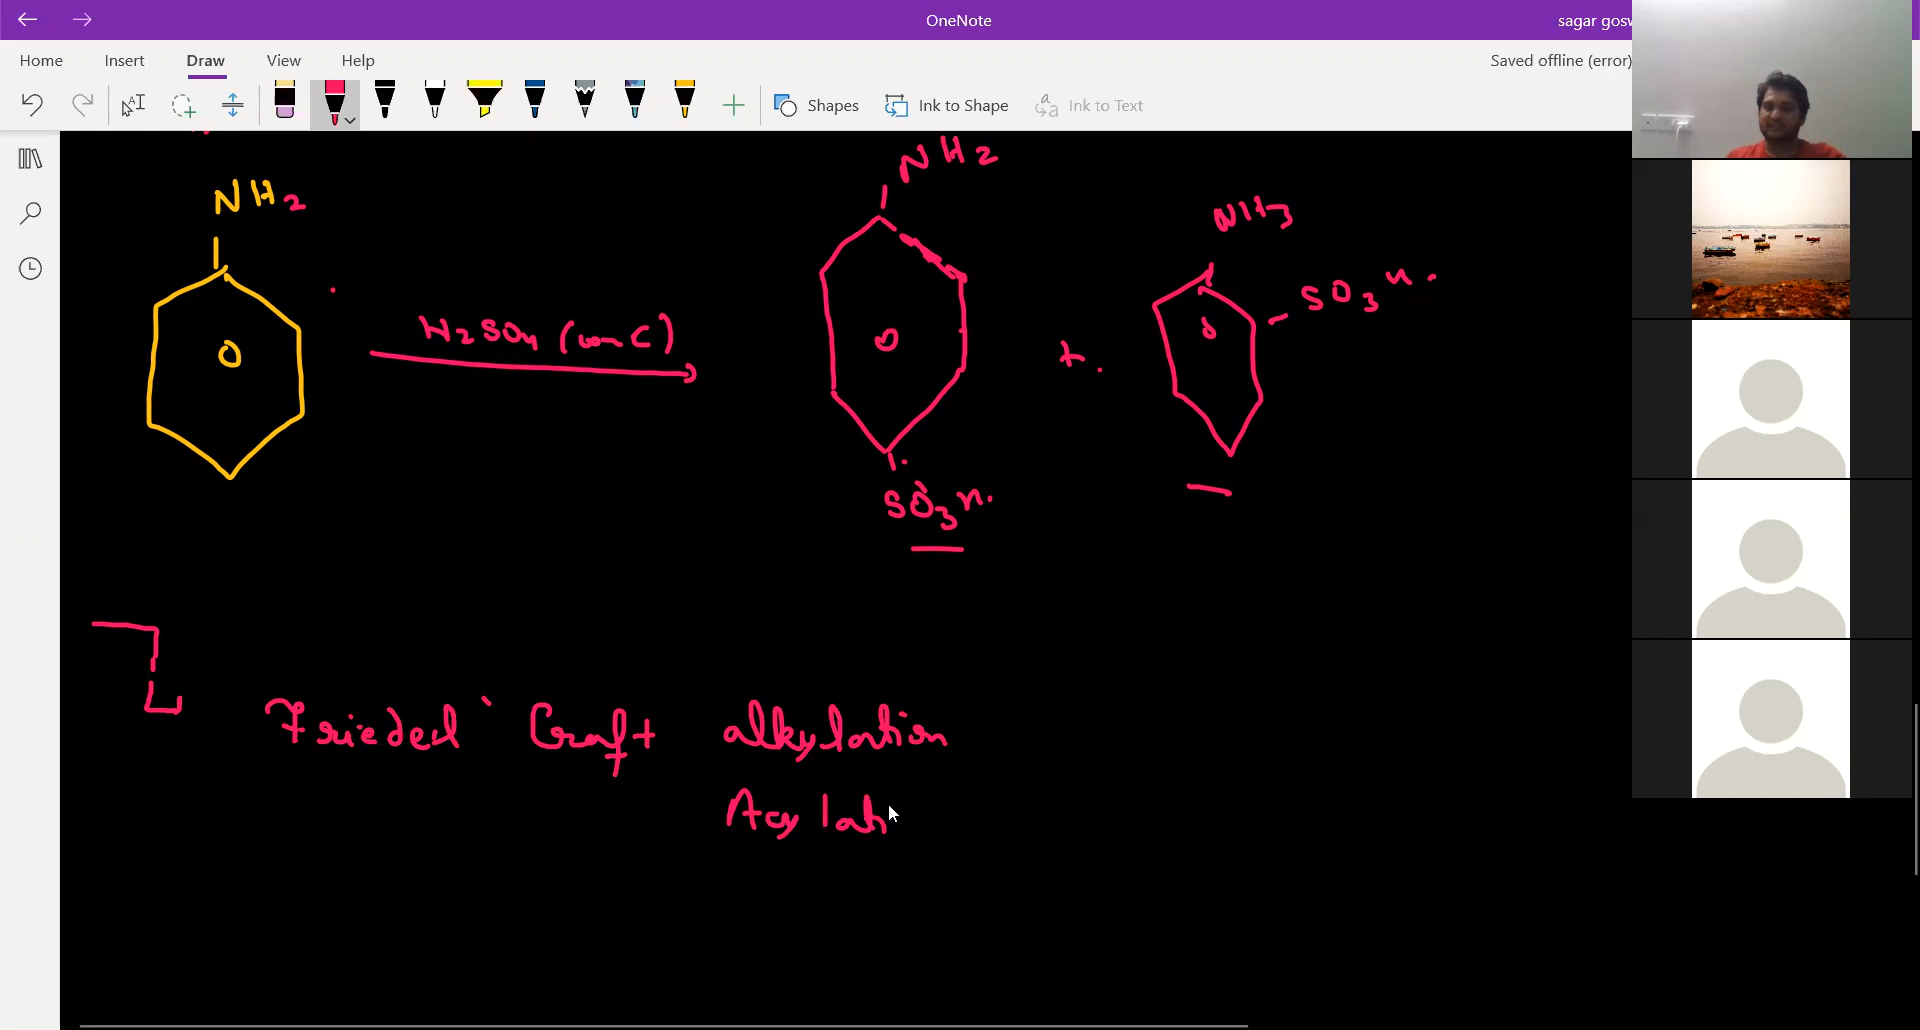 OneNote
sagar gosw
Home Insert Draw View Help
Saved offline (error)
Shapes Ink to Shape Ink to Text
NH2
NH2
NH3
SO3H
H2SO4 (conc)
O
O
+
SO3H
Friedel Craft alkylation
Acylati